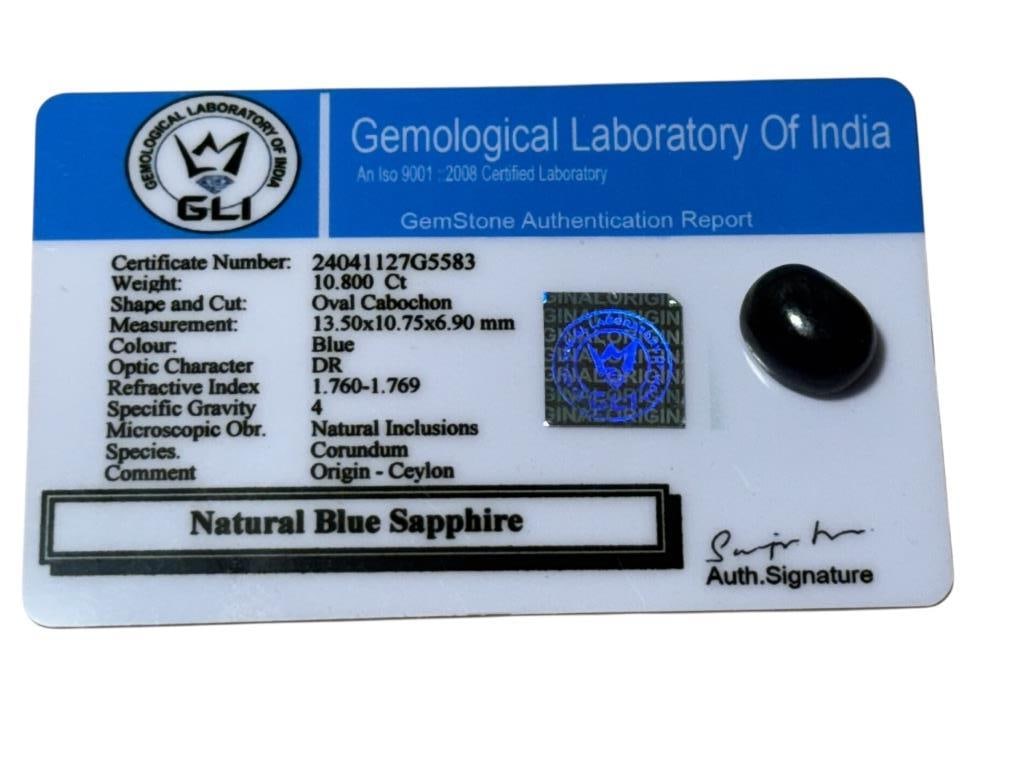 GEMOLOGICAL LABORATORY OF INDIA
GLI
Gemological Laboratory Of India
An Iso 9001 :: 2008 Certified Laboratory
GemStone Authentication Report
Certificate Number: 24041127G5583
Weight: 10.800 Ct
Shape and Cut: Oval Cabochon
Measurement: 13.50x10.75x6.90 mm
Colour: Blue
Optic Character DR
Refractive Index 1.760-1.769
Specific Gravity 4
Microscopic Obr. Natural Inclusions
Species. Corundum
Comment Origin - Ceylon
Natural Blue Sapphire
GINALORIGIN
Auth.Signature